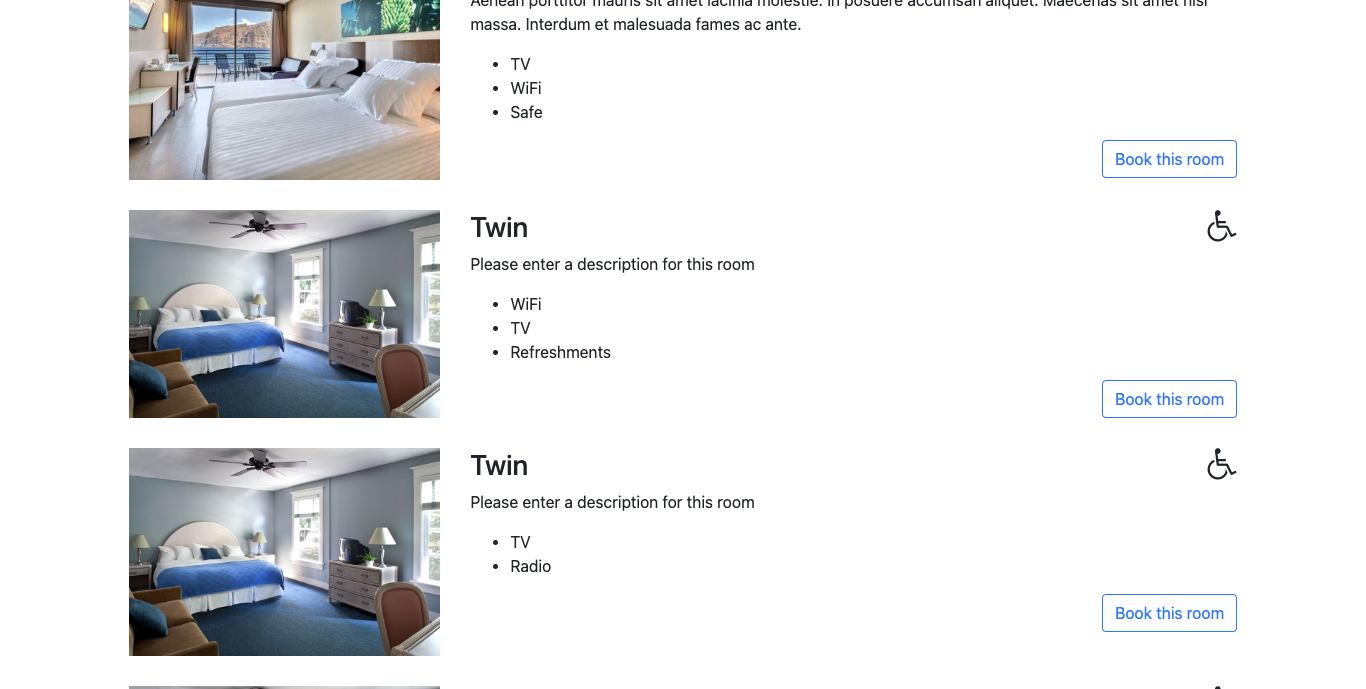 Aenean porttitor mauris sit amet lacinia molestie. In posuere accumsan aliquet. Maecenas sit amet nisl
massa. Interdum et malesuada fames ac ante.
• TV
• WiFi
• Safe
Book this room
Twin
Please enter a description for this room
• WiFi
• TV
• Refreshments
Book this room
Twin
Please enter a description for this room
• TV
• Radio
Book this room